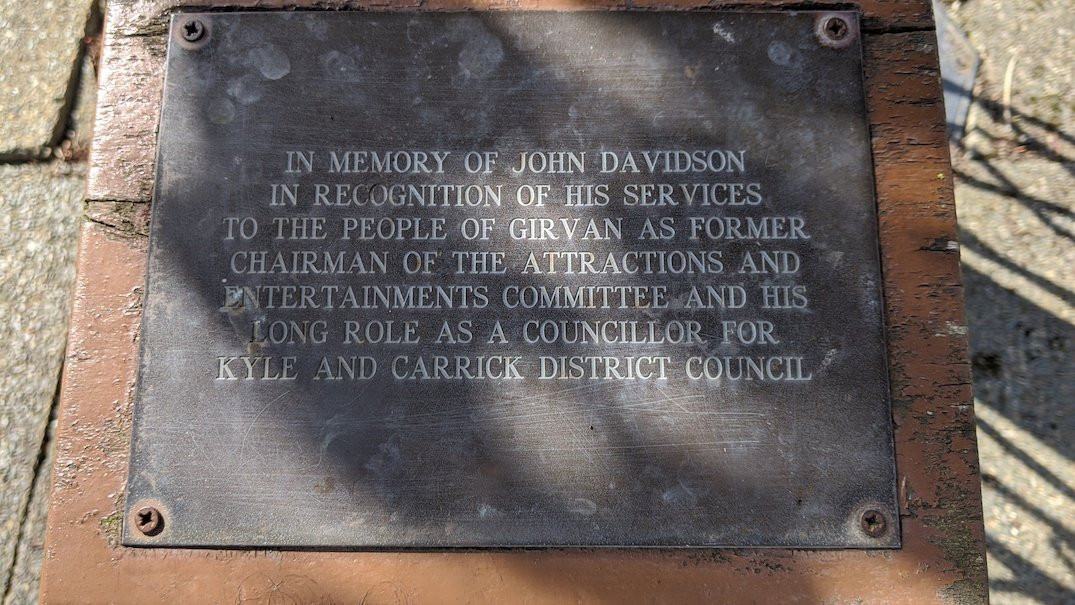 IN MEMORY OF JOHN DAVIDSON
IN RECOGNITION OF HIS SERVICES
TO THE PEOPLE OF GIRVAN AS FORMER
CHAIRMAN OF THE ATTRACTIONS AND
ENTERTAINMENTS COMMITTEE AND HIS
LONG ROLE AS A COUNCILLOR FOR
KYLE AND CARRICK DISTRICT COUNCIL